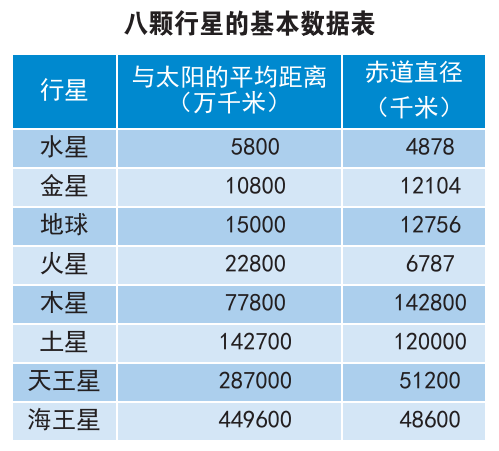 八颗行星的基本数据表
行星 与太阳的平均距离（万千米） 赤道直径（千米）
水星 5800 4878
金星 10800 12104
地球 15000 12756
火星 22800 6787
木星 77800 142800
土星 142700 120000
天王星 287000 51200
海王星 449600 48600